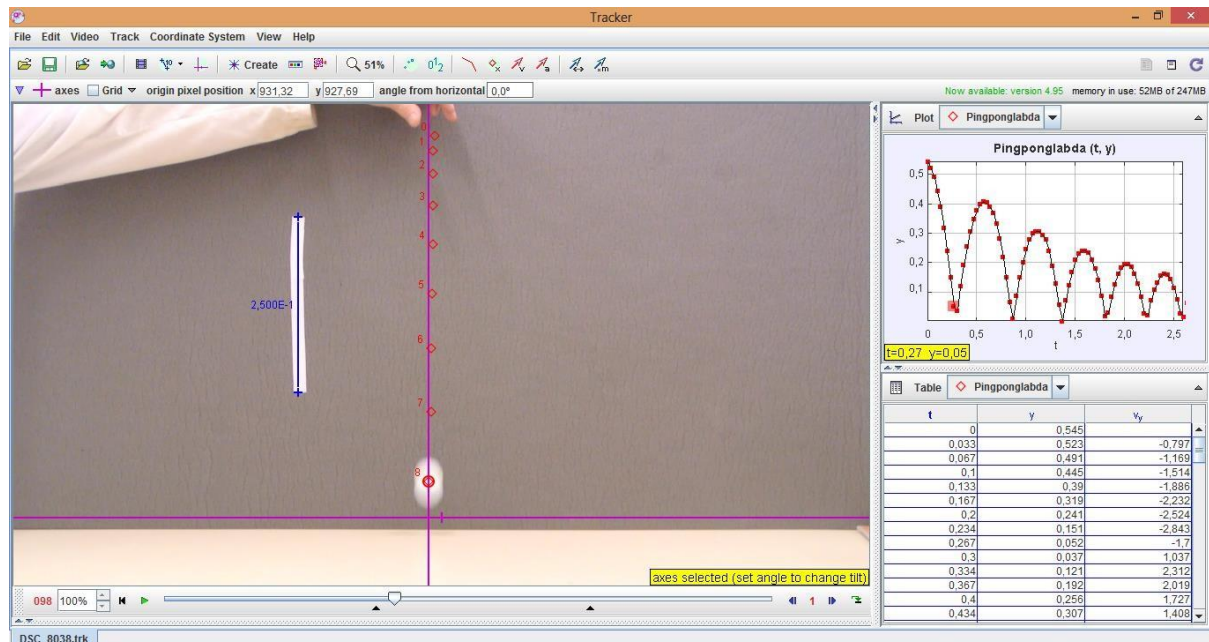 Tracker
File Edit Video Track Coordinate System View Help
Create 51%
axes Grid origin pixel position x 931,32 y 927,69 angle from horizontal 0,0° Now available: version 4.95 memory in use: 52MB of 247MB
Plot Pingponglabda
Pingponglabda (t, y)
0,5
0,4
0,3
0,2
0,1
y
0 0,5 1,0 1,5 2,0 2,5
t
t=0,27 y=0,05
0
1
2
3
4
5
6
7
8
2,500E-1
Table Pingponglabda
t y vy
0 0,545
0,033 0,523 -0,797
0,067 0,491 -1,169
0,1 0,445 -1,514
0,133 0,39 -1,886
0,167 0,319 -2,232
0,2 0,241 -2,524
0,234 0,151 -2,843
0,267 0,052 -1,7
0,3 0,037 1,037
0,334 0,121 2,312
0,367 0,192 2,019
0,4 0,256 1,727
0,434 0,307 1,408
axes selected (set angle to change tilt)
098 100% 1
DSC_8038.trk